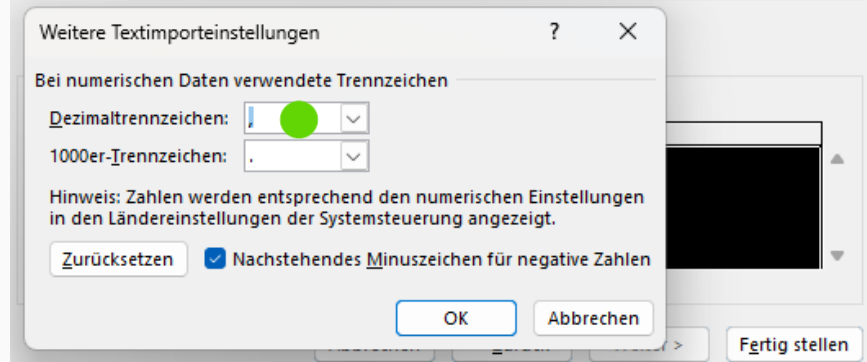 Weitere Textimporteinstellungen ? ×
Bei numerischen Daten verwendete Trennzeichen
Dezimaltrennzeichen: ,
1000er-Trennzeichen: .
Hinweis: Zahlen werden entsprechend den numerischen Einstellungen
in den Ländereinstellungen der Systemsteuerung angezeigt.
Zurücksetzen Nachstehendes Minuszeichen für negative Zahlen
OK Abbrechen
Fertig stellen